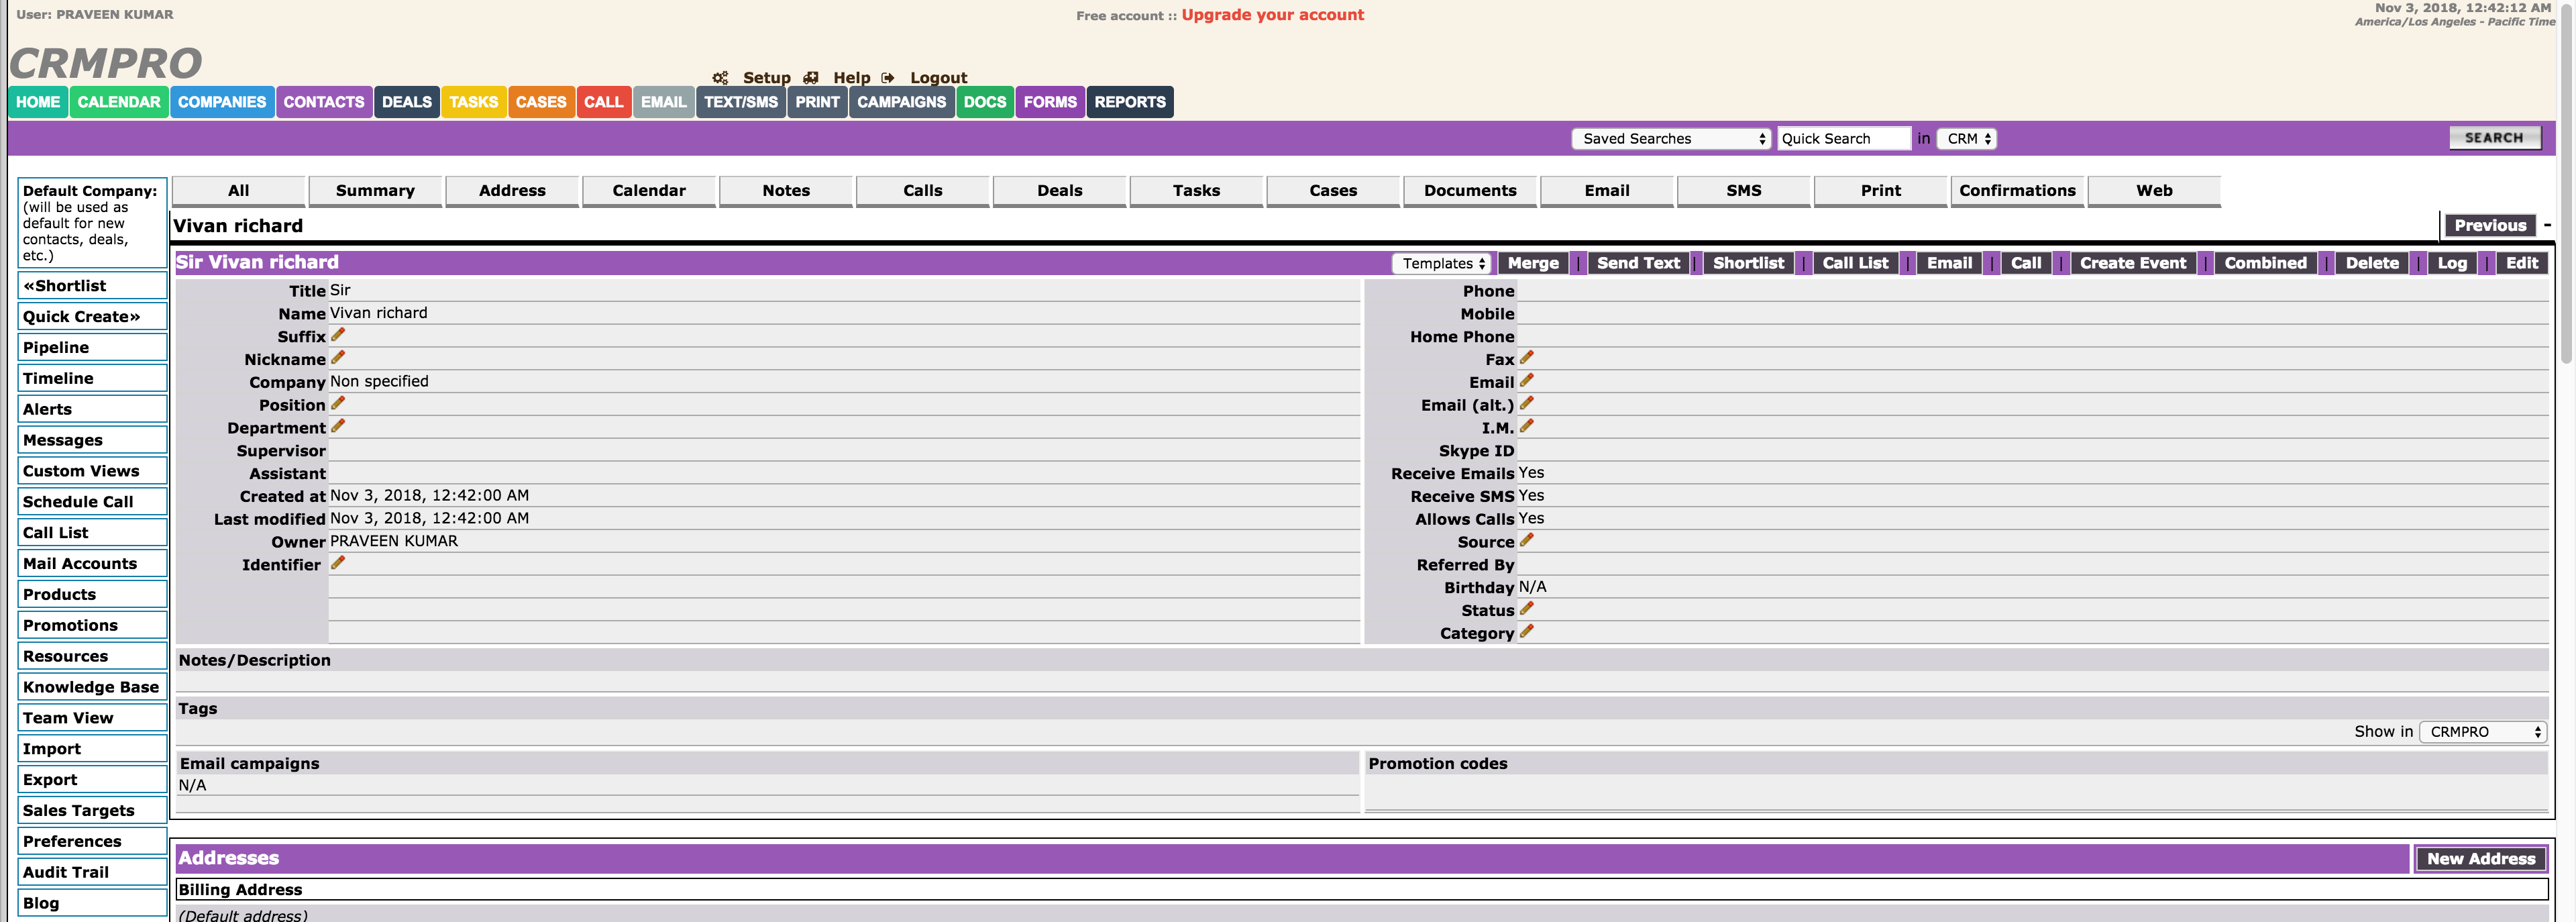 User: PRAVEEN KUMAR
Free account :: Upgrade your account
Nov 3, 2018, 12:42:12 AM
America/Los Angeles - Pacific Time
CRMPRO
Setup Help Logout
HOME CALENDAR COMPANIES CONTACTS DEALS TASKS CASES CALL EMAIL TEXT/SMS PRINT CAMPAIGNS DOCS FORMS REPORTS
Saved Searches Quick Search in CRM SEARCH
Default Company:
(will be used as
default for new
contacts, deals,
etc.)
«Shortlist
Quick Create»
Pipeline
Timeline
Alerts
Messages
Custom Views
Schedule Call
Call List
Mail Accounts
Products
Promotions
Resources
Knowledge Base
Team View
Import
Export
Sales Targets
Preferences
Audit Trail
Blog
All Summary Address Calendar Notes Calls Deals Tasks Cases Documents Email SMS Print Confirmations Web
Vivan richard Previous -
Sir Vivan richard Templates Merge | Send Text | Shortlist | Call List | Email | Call | Create Event | Combined | Delete | Log | Edit
Title Sir
Name Vivan richard
Suffix
Nickname
Company Non specified
Position
Department
Supervisor
Assistant
Created at Nov 3, 2018, 12:42:00 AM
Last modified Nov 3, 2018, 12:42:00 AM
Owner PRAVEEN KUMAR
Identifier
Phone
Mobile
Home Phone
Fax
Email
Email (alt.)
I.M.
Skype ID
Receive Emails Yes
Receive SMS Yes
Allows Calls Yes
Source
Referred By
Birthday N/A
Status
Category
Notes/Description
Tags
Show in CRMPRO
Email campaigns
N/A
Promotion codes
Addresses New Address
Billing Address
(Default address)